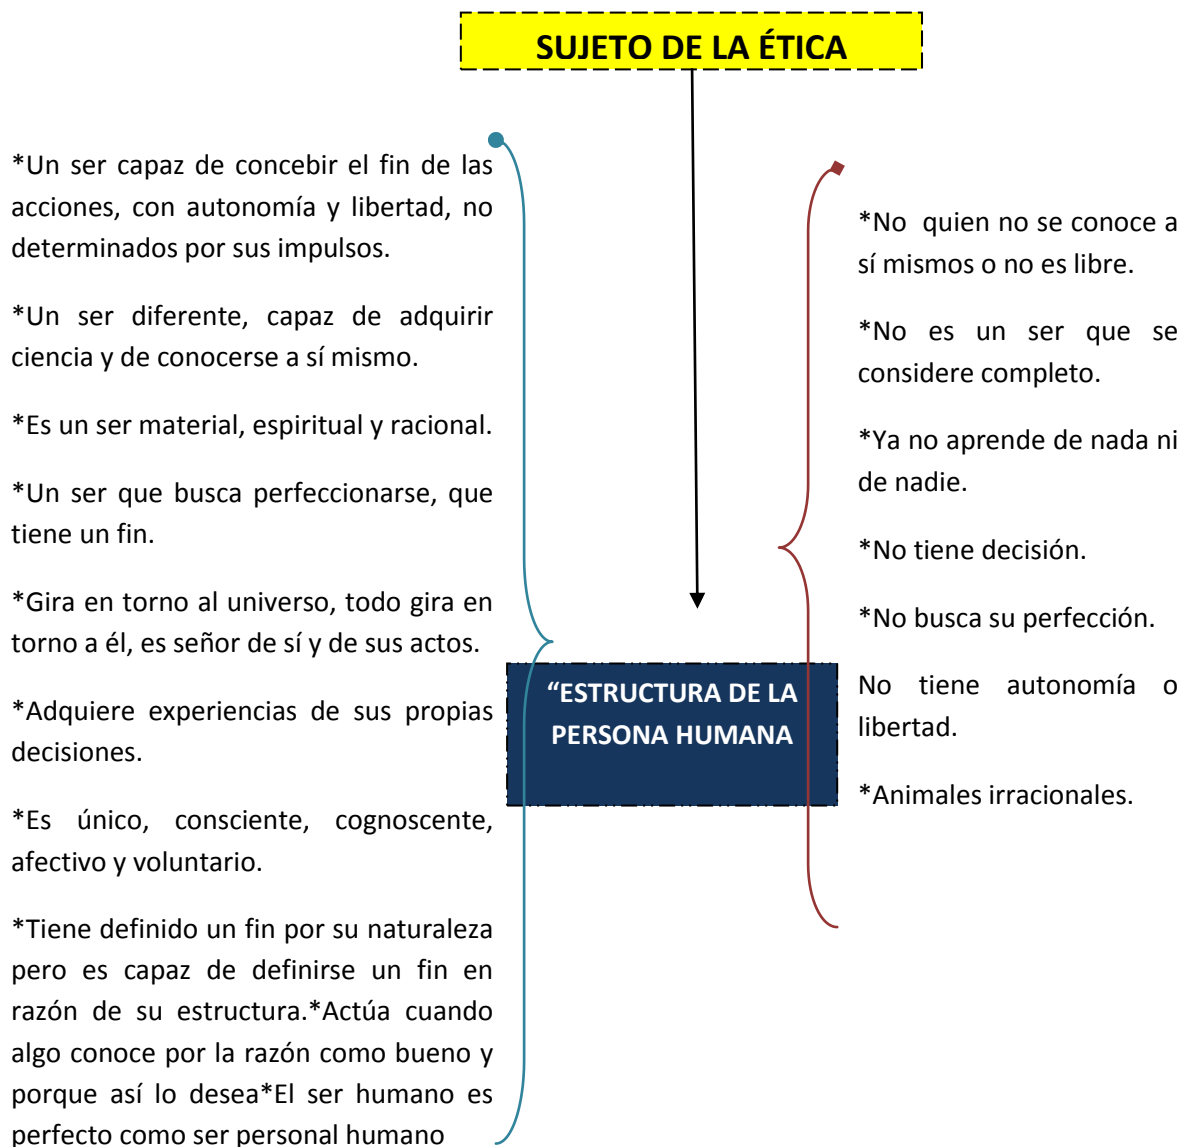 SUJETO DE LA ÉTICA
*Un ser capaz de concebir el fin de las
acciones, con autonomía y libertad, no
determinados por sus impulsos.
*Un ser diferente, capaz de adquirir
ciencia y de conocerse a sí mismo.
*Es un ser material, espiritual y racional.
*Un ser que busca perfeccionarse, que
tiene un fin.
*Gira en torno al universo, todo gira en
torno a él, es señor de sí y de sus actos.
*Adquiere experiencias de sus propias
decisiones.
*Es único, consciente, cognoscente,
afectivo y voluntario.
*Tiene definido un fin por su naturaleza
pero es capaz de definirse un fin en
razón de su estructura.*Actúa cuando
algo conoce por la razón como bueno y
porque así lo desea*El ser humano es
perfecto como ser personal humano
“ESTRUCTURA DE LA
PERSONA HUMANA
*No quien no se conoce a
sí mismos o no es libre.
*No es un ser que se
considere completo.
*Ya no aprende de nada ni
de nadie.
*No tiene decisión.
*No busca su perfección.
No tiene autonomía o
libertad.
*Animales irracionales.